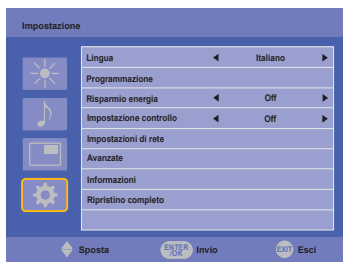 Impostazione
Lingua Italiano
Programmazione
Risparmio energia Off
Impostazione controllo Off
Impostazioni di rete
Avanzate
Informazioni
Ripristino completo
Sposta ENTER/OK Invio EXIT Esci